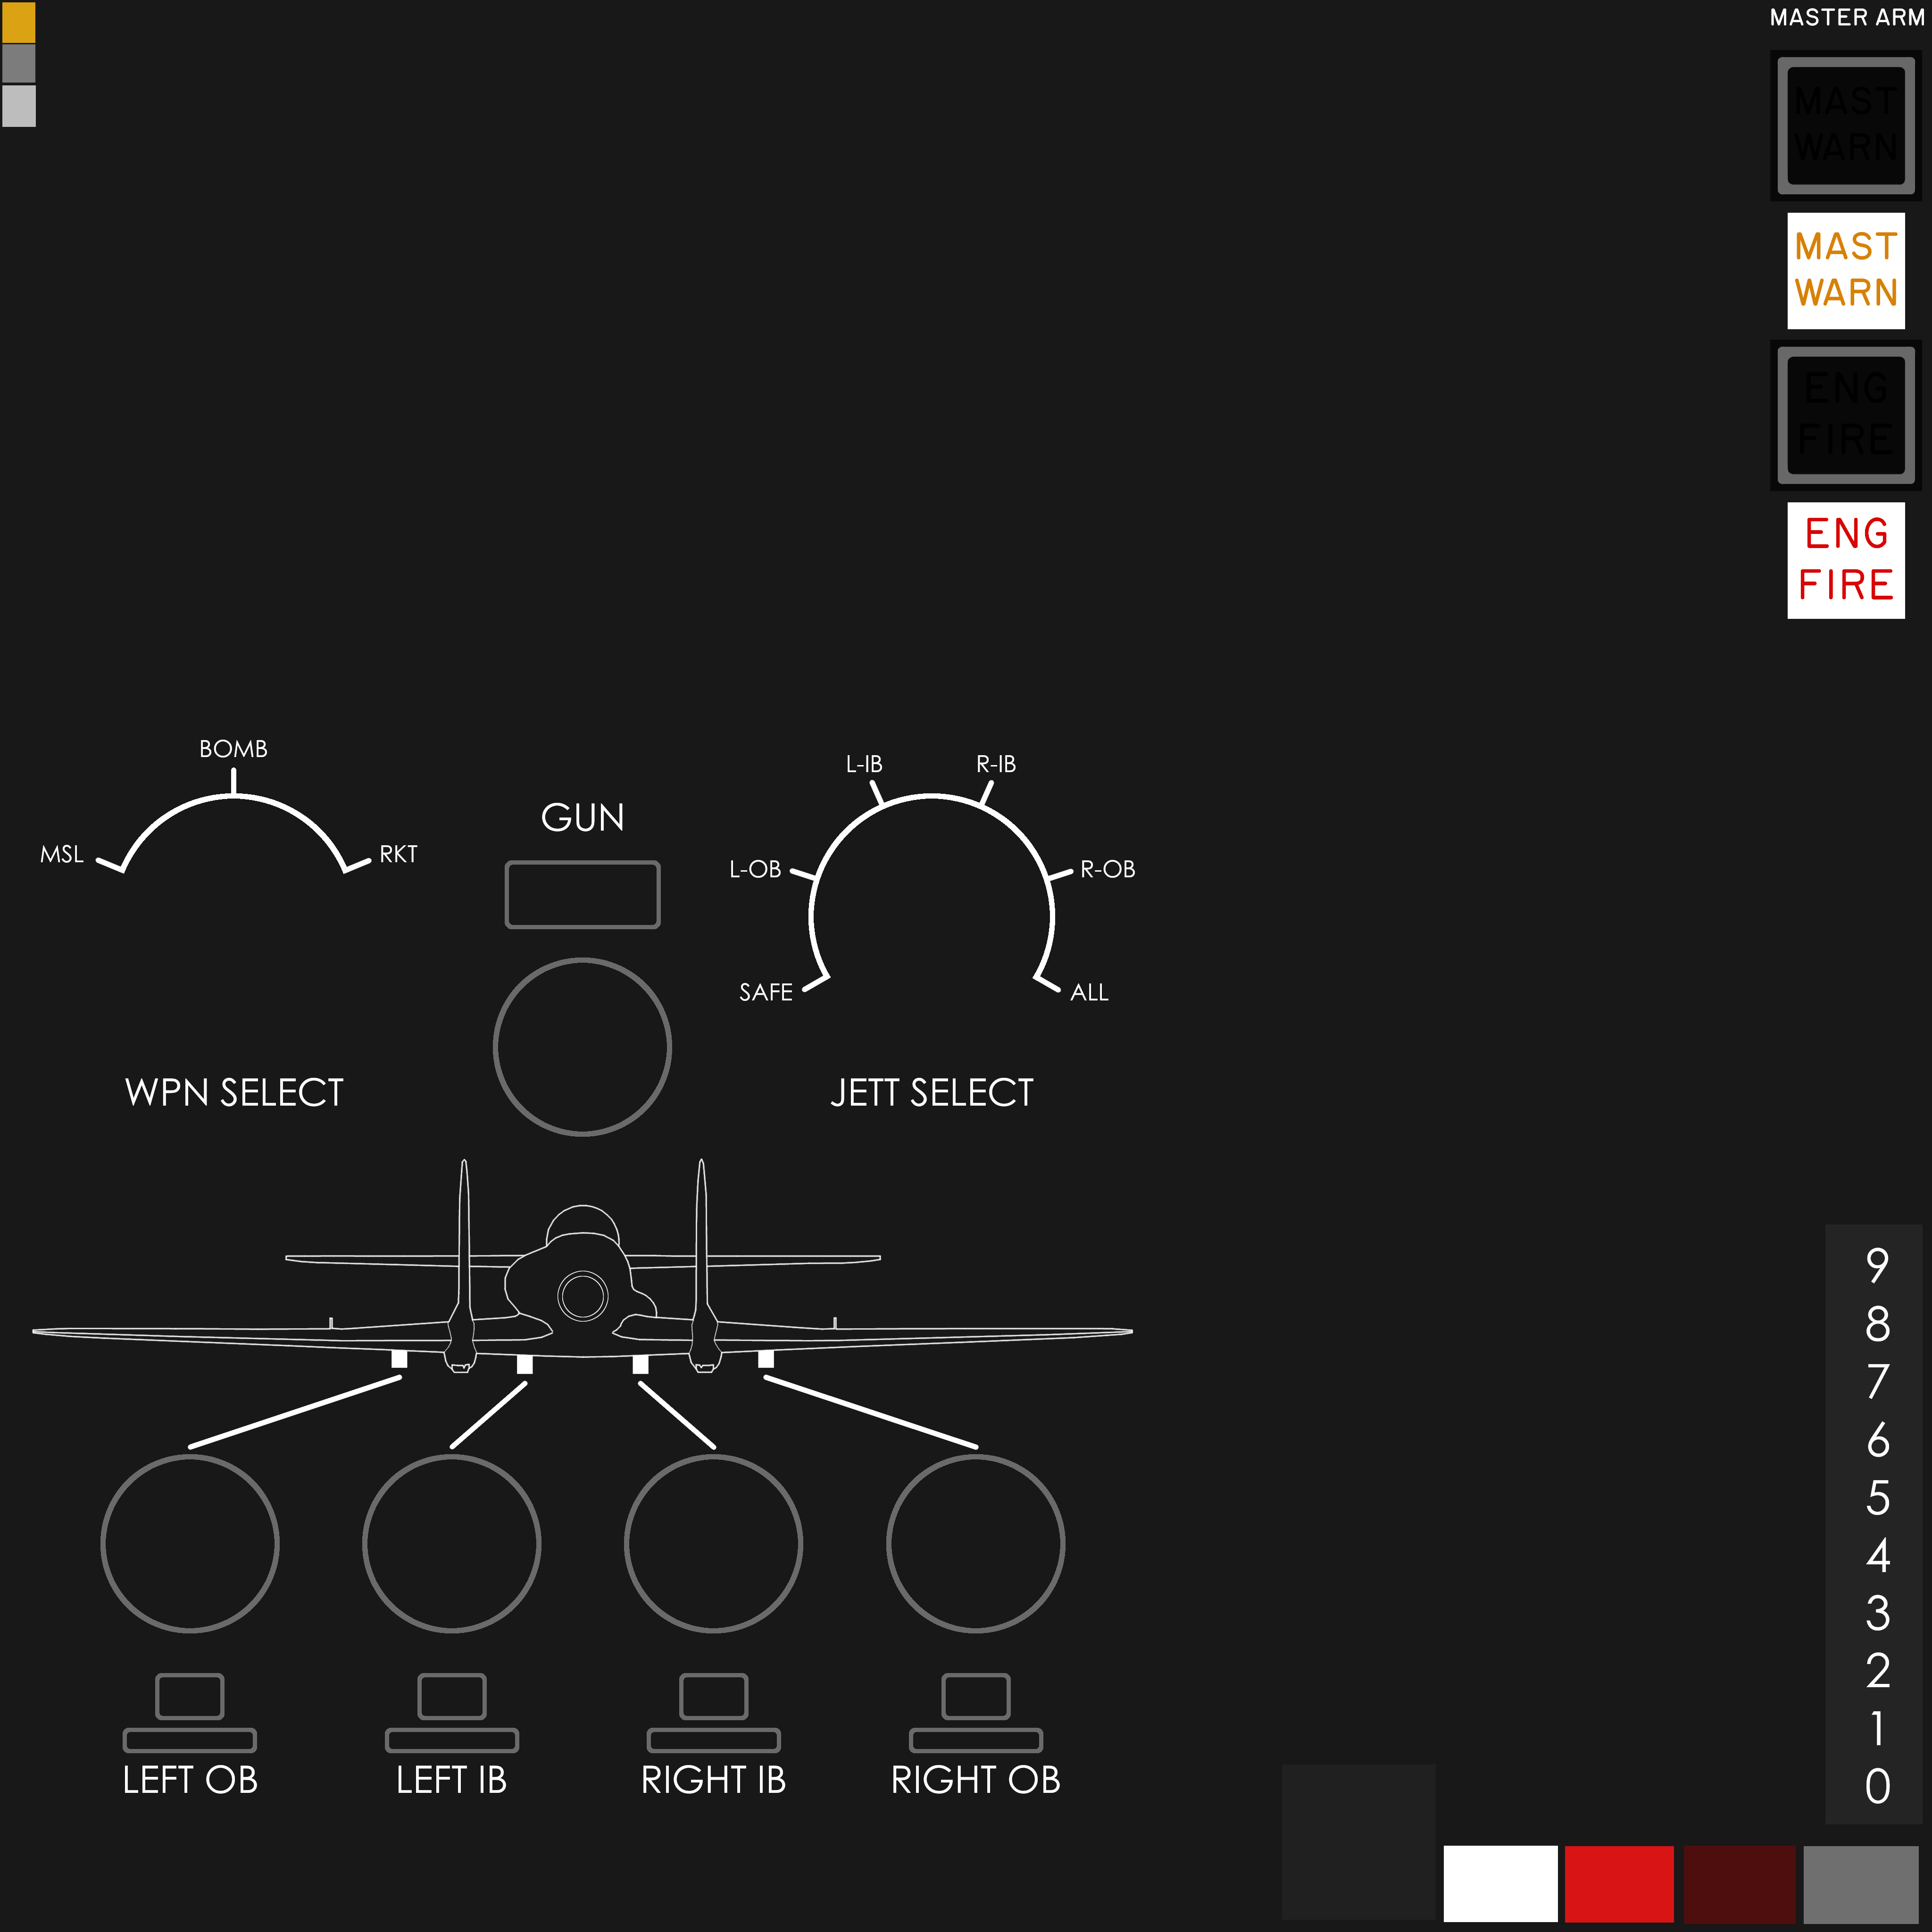 MASTER ARM
MAST
WARN
MAST
WARN
ENG
FIRE
ENG
FIRE
BOMB
MSL
RKT
GUN
L-IB
R-IB
L-OB
R-OB
SAFE
ALL
WPN SELECT
JETT SELECT
LEFT OB
LEFT IB
RIGHT IB
RIGHT OB
9
8
7
6
5
4
3
2
1
0